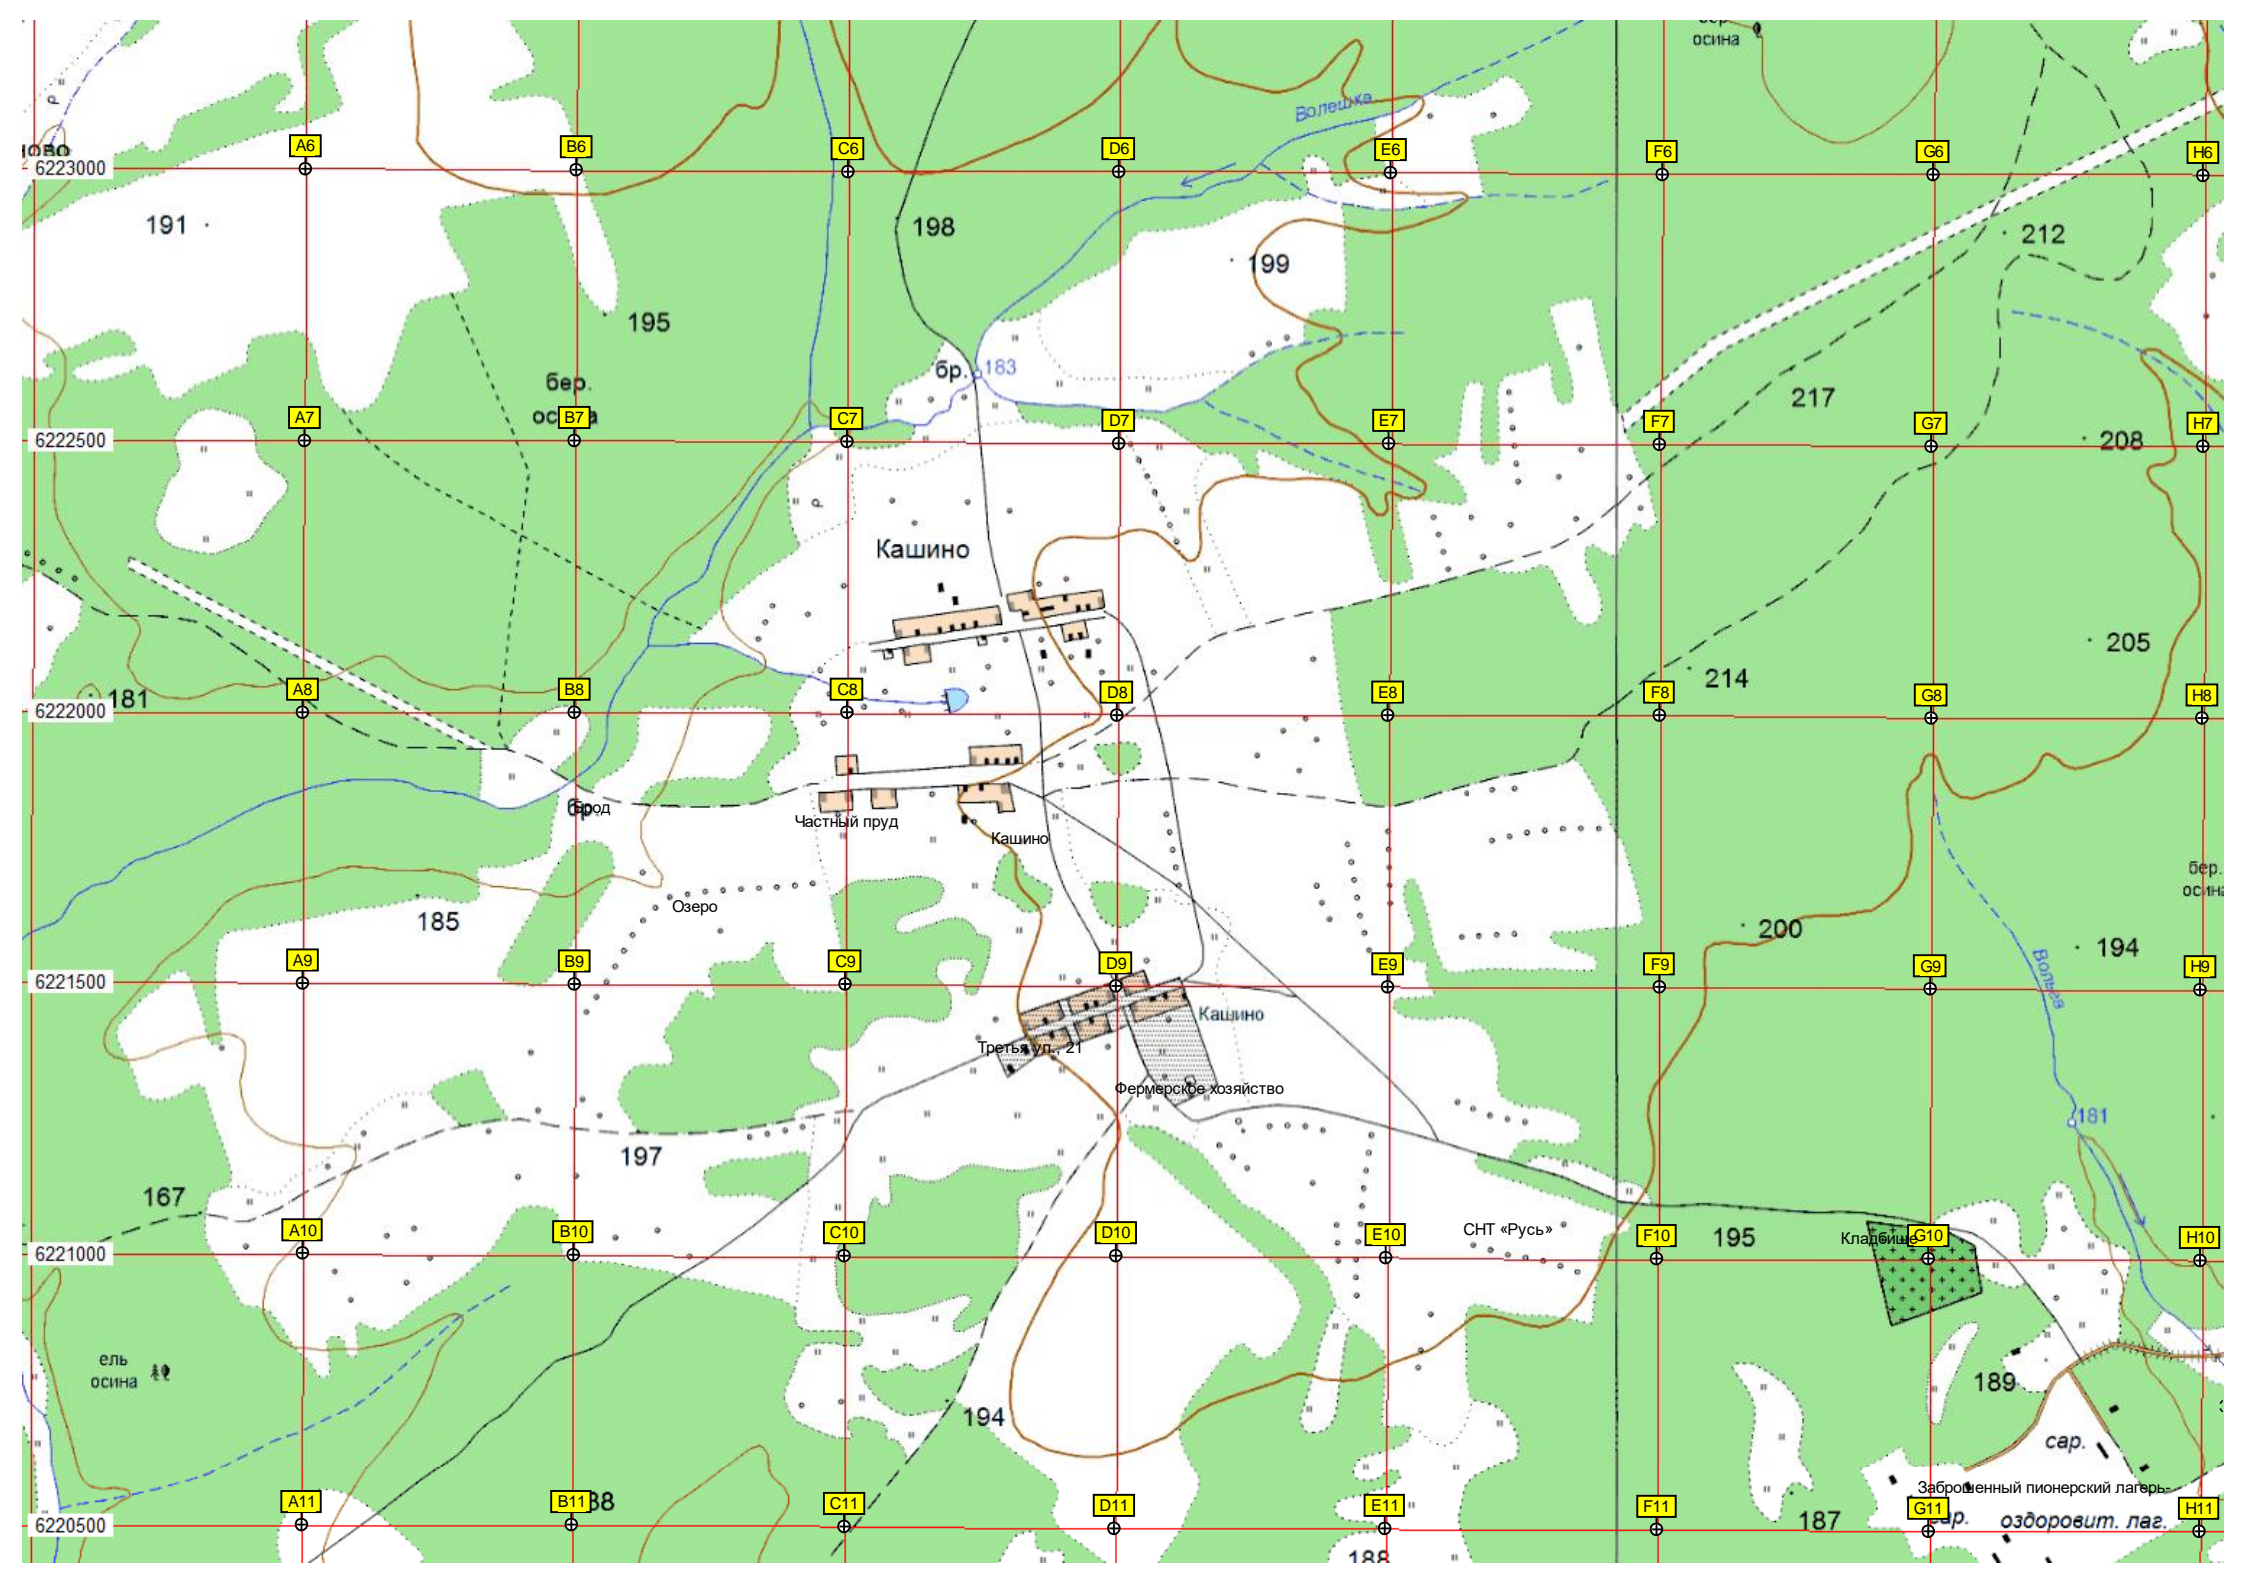 осина
Волешка
ново
A6
B6
C6
D6
E6
F6
G6
H6
6223000
191
198
212
199
195
бер.
бр.
183
217
A7
B7
C7
D7
E7
F7
G7
H7
6222500
208
р
Кашино
205
214
181
A8
B8
C8
D8
E8
F8
G8
H8
6222000
бр.
Брод
Частный пруд
Кашино
бер.
осина
Озеро
185
200
194
A9
B9
C9
D9
E9
F9
G9
H9
6221500
Вольев
Кашино
Третья ул., 21
Фермерское хозяйство
181
197
167
A10
B10
C10
D10
E10
F10
G10
H10
6221000
СНТ «Русь»
195
Кладбище
ель
осина
189
194
сар.
Заброшенный пионерский лагерь-
A11
B11
C11
D11
E11
F11
G11
H11
6220500
187
оздоровит. лаг.
188